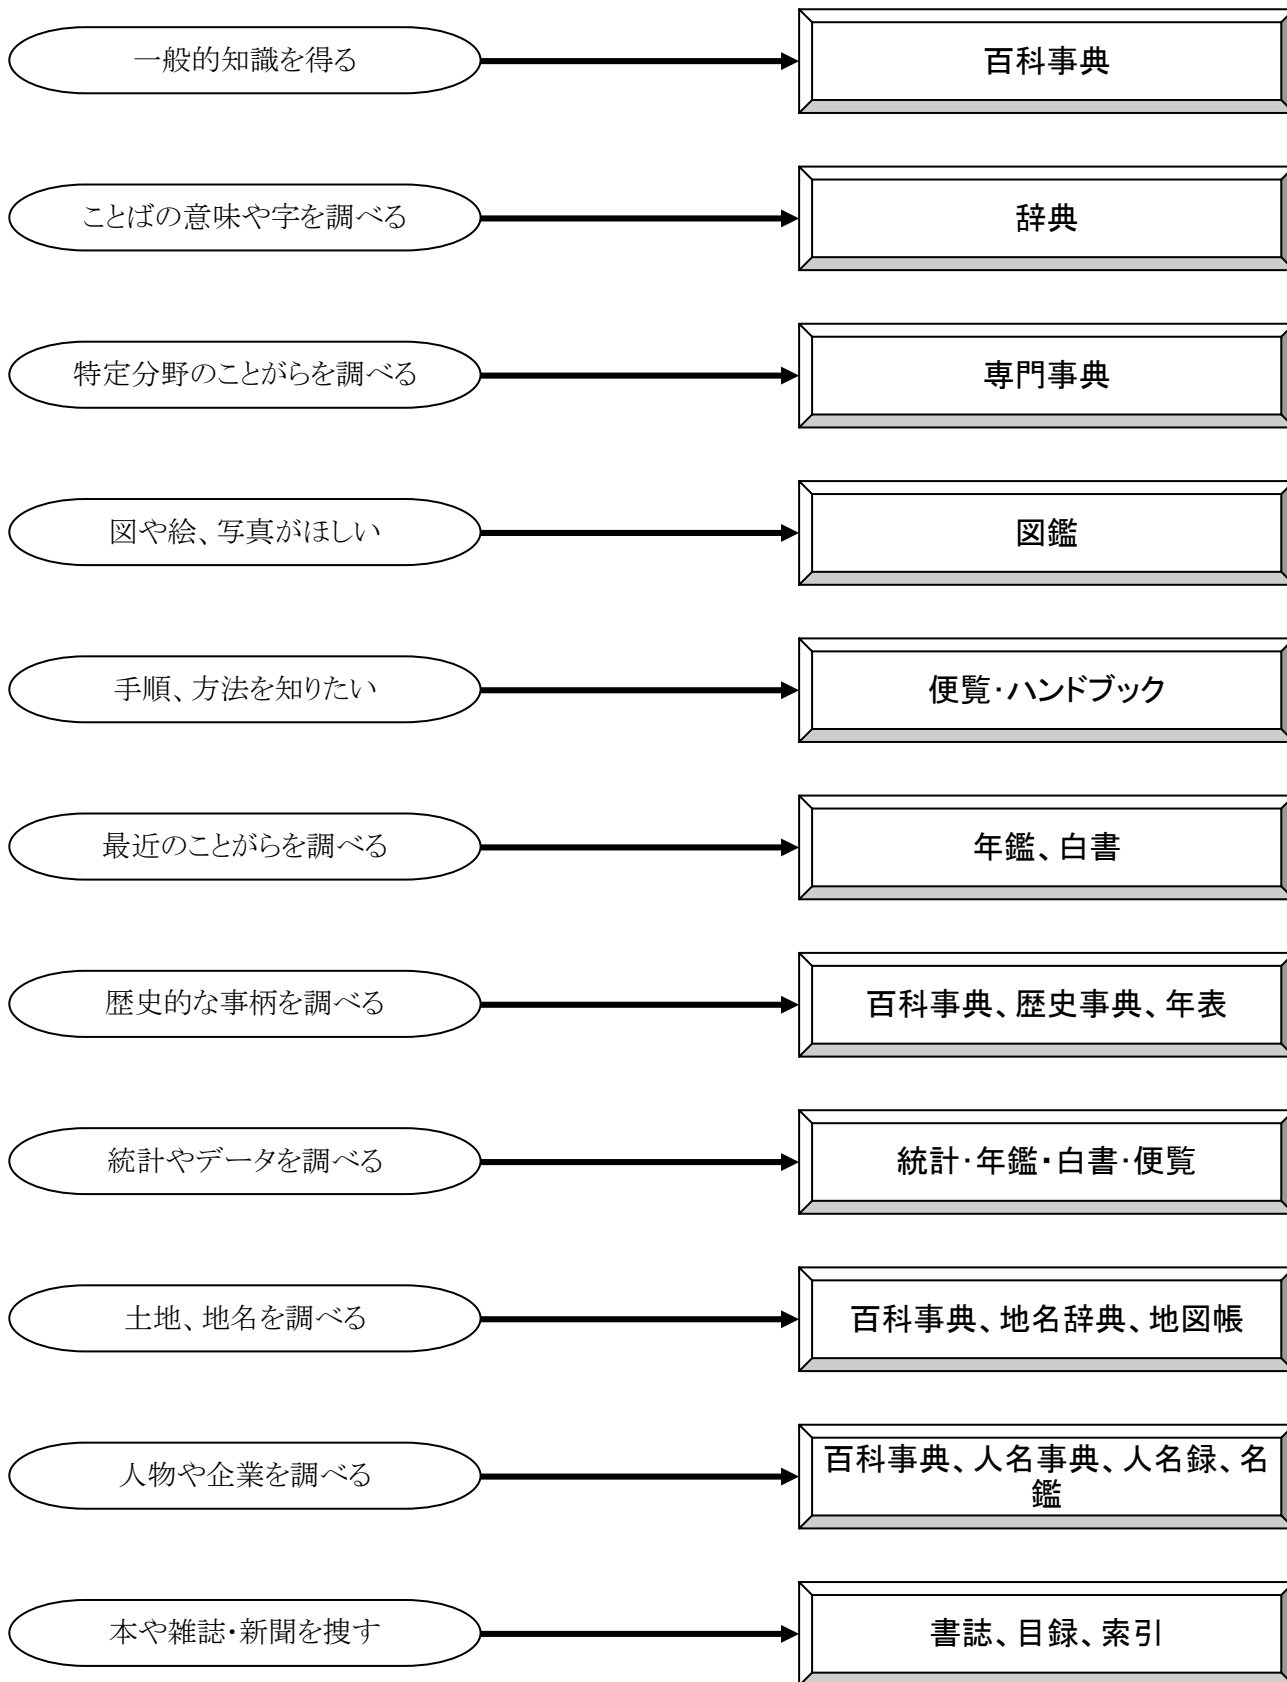 一般的知識を得る
百科事典
ことばの意味や字を調べる
辞典
特定分野のことがらを調べる
専門事典
図や絵、写真がほしい
図鑑
手順、方法を知りたい
便覧・ハンドブック
最近のことがらを調べる
年鑑、白書
歴史的な事柄を調べる
百科事典、歴史事典、年表
統計やデータを調べる
統計・年鑑・白書・便覧
土地、地名を調べる
百科事典、地名辞典、地図帳
人物や企業を調べる
百科事典、人名事典、人名録、名
鑑
本や雑誌・新聞を捜す
書誌、目録、索引